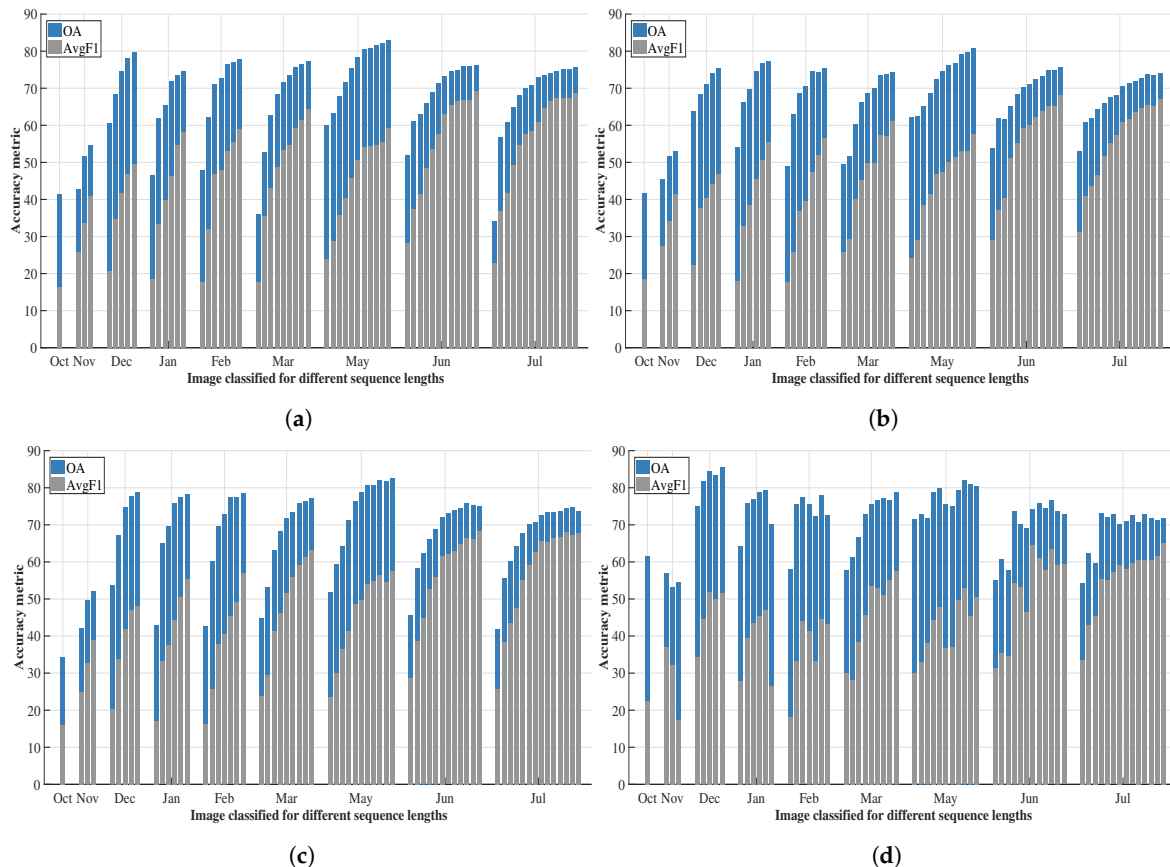 90
80
70
60
50
40
30
20
10
0
Accuracy metric
OA
AvgF1
Oct Nov Dec Jan Feb Mar May Jun Jul
Image classified for different sequence lengths
(a)
90
80
70
60
50
40
30
20
10
0
Accuracy metric
OA
AvgF1
Oct Nov Dec Jan Feb Mar May Jun Jul
Image classified for different sequence lengths
(b)
90
80
70
60
50
40
30
20
10
0
Accuracy metric
OA
AvgF1
Oct Nov Dec Jan Feb Mar May Jun Jul
Image classified for different sequence lengths
(c)
90
80
70
60
50
40
30
20
10
0
Accuracy metric
OA
AvgF1
Oct Nov Dec Jan Feb Mar May Jun Jul
Image classified for different sequence lengths
(d)